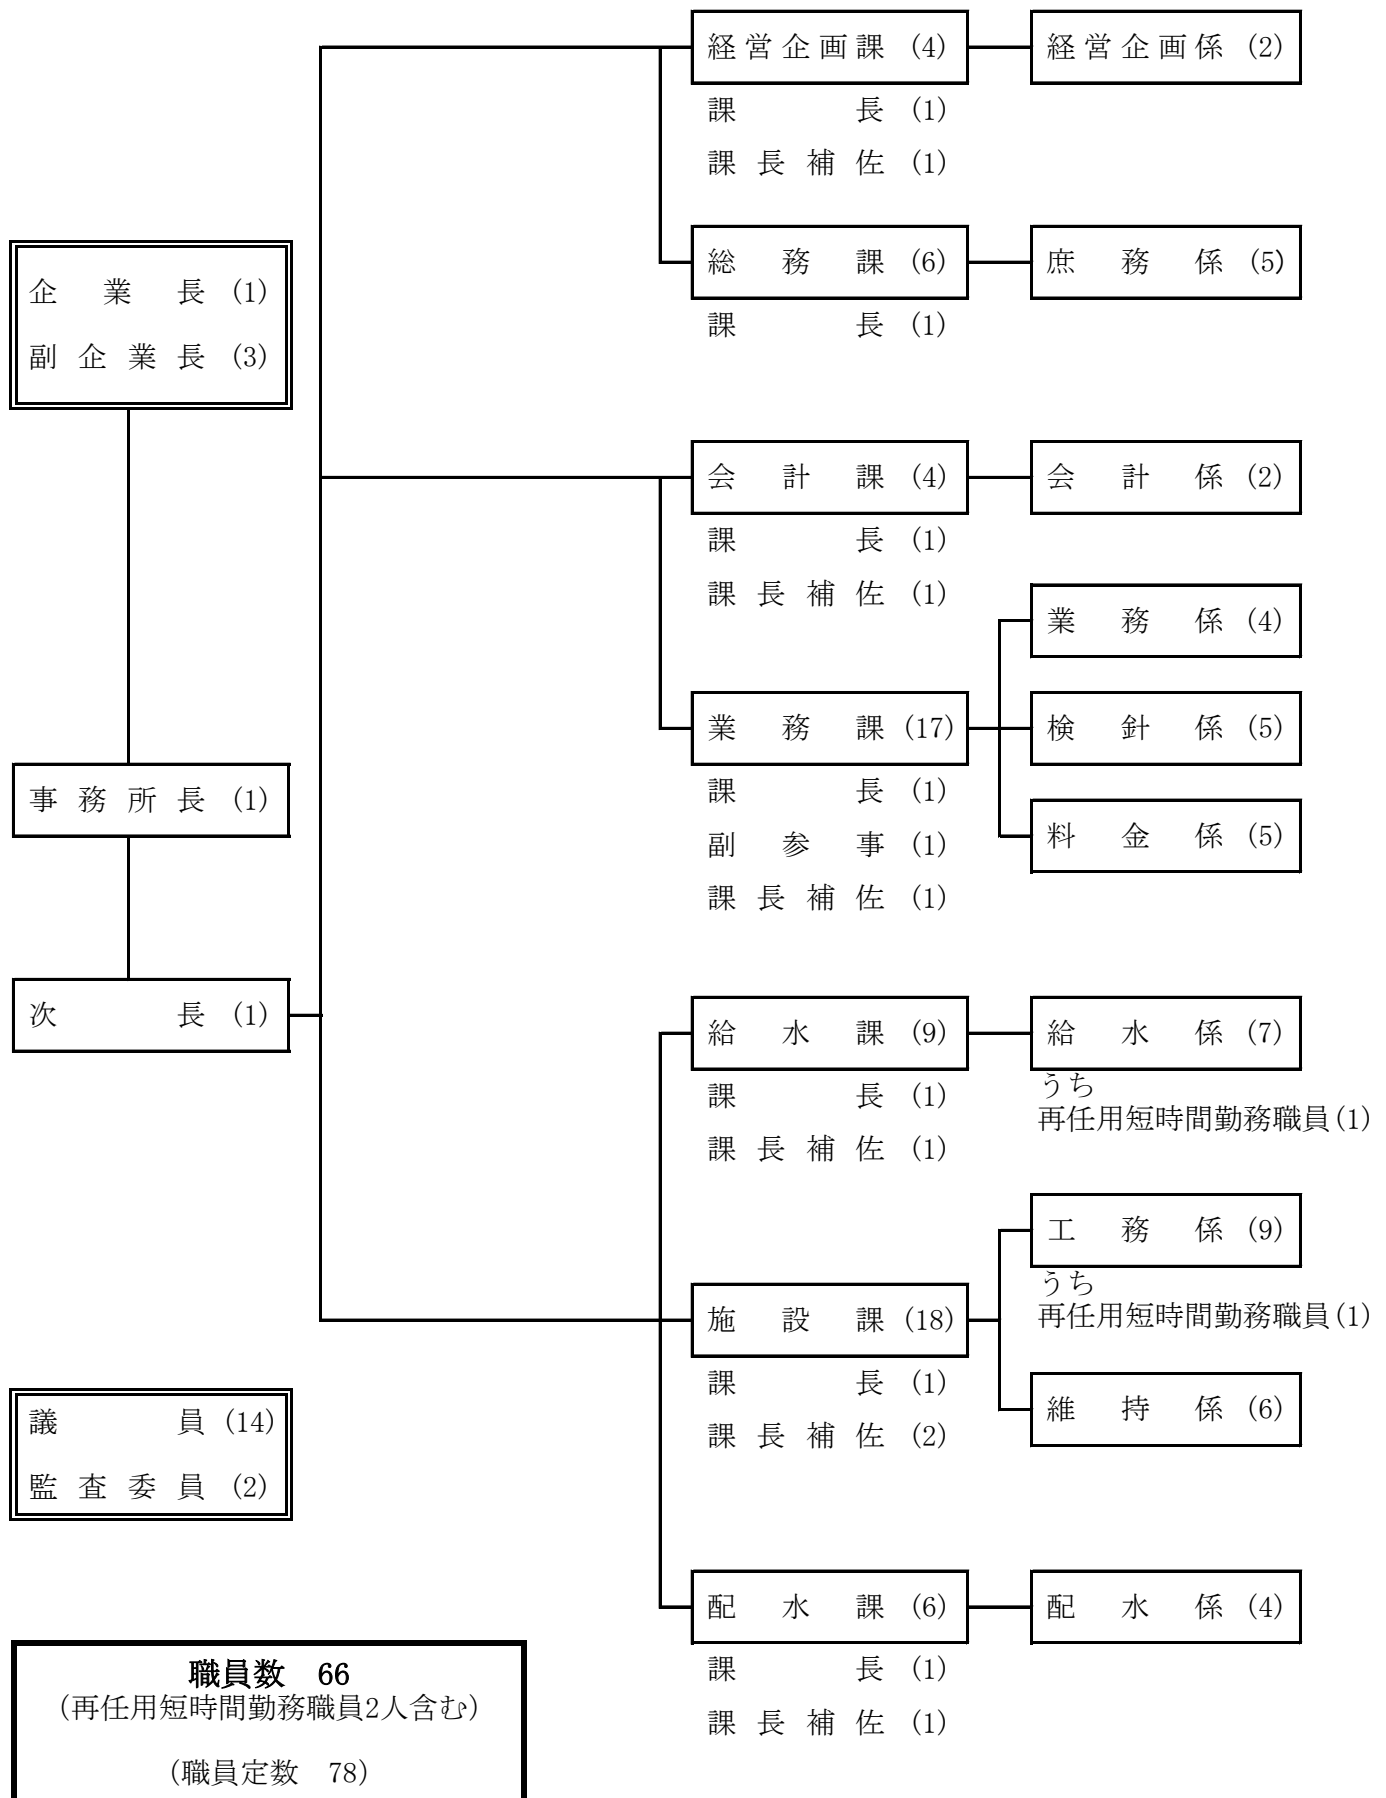 経営企画課 (4)
経営企画係 (2)
課長 (1)
課長補佐 (1)
総務課 (6)
庶務係 (5)
課長 (1)
企業長 (1)
副企業長 (3)
会計課 (4)
会計係 (2)
課長 (1)
課長補佐 (1)
業務係 (4)
業務課 (17)
検針係 (5)
課長 (1)
副参事 (1)
課長補佐 (1)
料金係 (5)
事務所長 (1)
次長 (1)
給水課 (9)
給水係 (7)
うち
再任用短時間勤務職員(1)
課長 (1)
課長補佐 (1)
工務係 (9)
うち
再任用短時間勤務職員(1)
施設課 (18)
課長 (1)
課長補佐 (2)
維持係 (6)
議員 (14)
監査委員 (2)
配水課 (6)
配水係 (4)
課長 (1)
課長補佐 (1)
職員数　66
(再任用短時間勤務職員2人含む)
(職員定数　78)